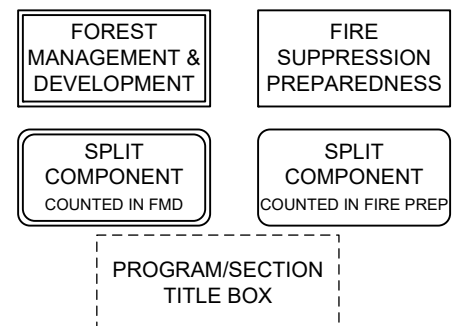 FOREST
MANAGEMENT &
DEVELOPMENT
FIRE
SUPPRESSION
PREPAREDNESS
SPLIT
COMPONENT
COUNTED IN FMD
SPLIT
COMPONENT
COUNTED IN FIRE PREP
PROGRAM/SECTION
TITLE BOX